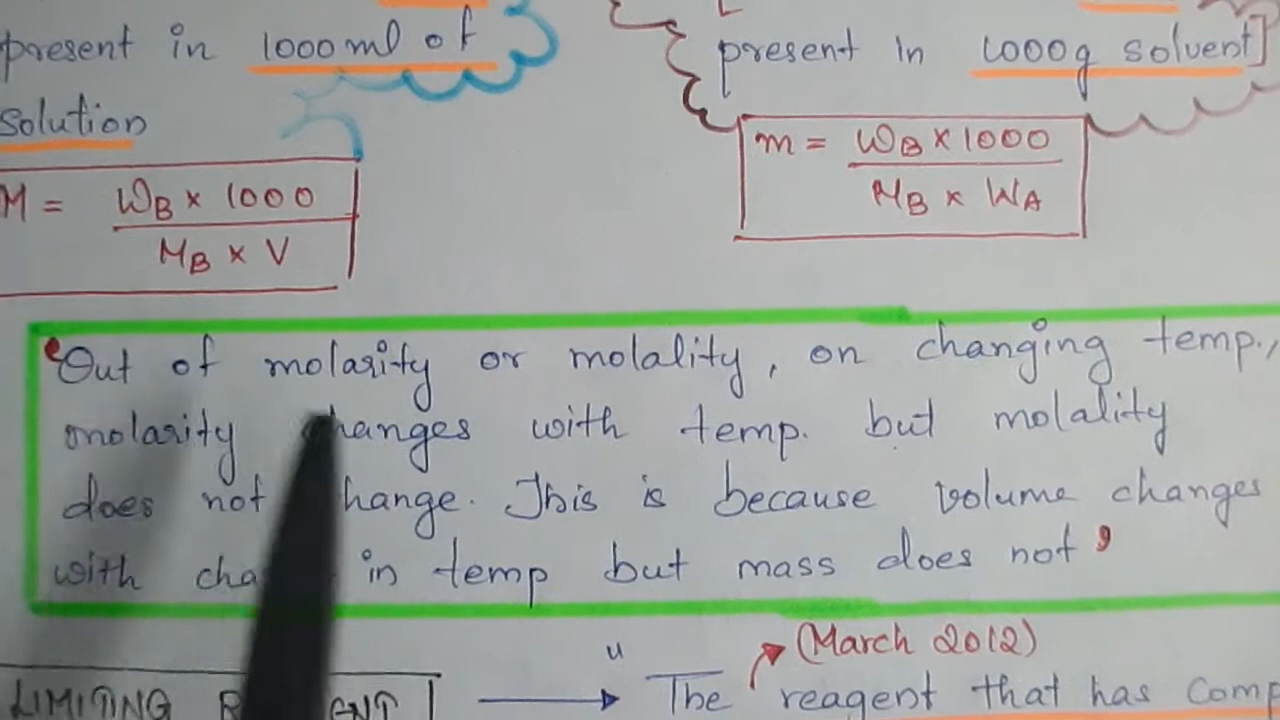 present in 1000ml of
solution
M = WB × 1000
MB × V
present in 1000g solvent]
m = WB × 1000
MB × WA
Out of molarity or molality, on changing temp.,
molarity changes with temp. but molality
does not change. This is because volume changes
with in temp but mass does not
(March 2012)
LIMITING The reagent that has